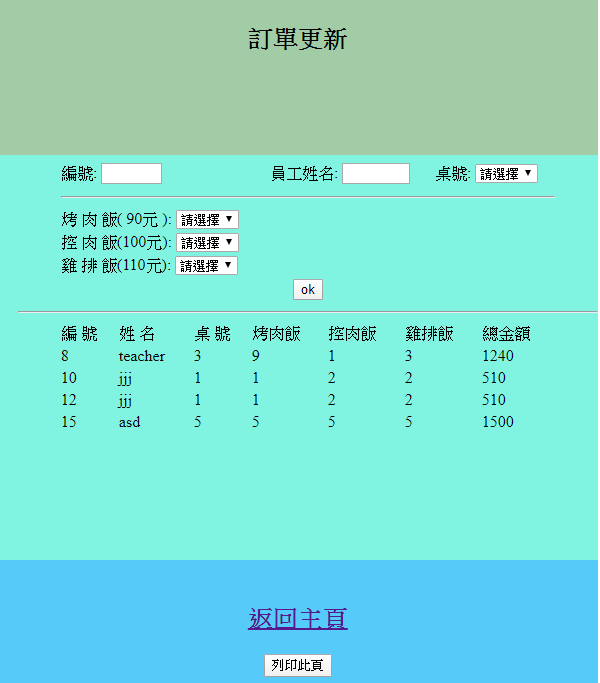 訂單更新
編號: 員工姓名: 桌號: 請選擇
烤 肉 飯( 90元 ): 請選擇
控 肉 飯(100元): 請選擇
雞 排 飯(110元): 請選擇
ok
編 號 姓 名 桌 號 烤肉飯 控肉飯 雞排飯 總金額
8 teacher 3 9 1 3 1240
10 jjj 1 1 2 2 510
12 jjj 1 1 2 2 510
15 asd 5 5 5 5 1500
返回主頁
列印此頁